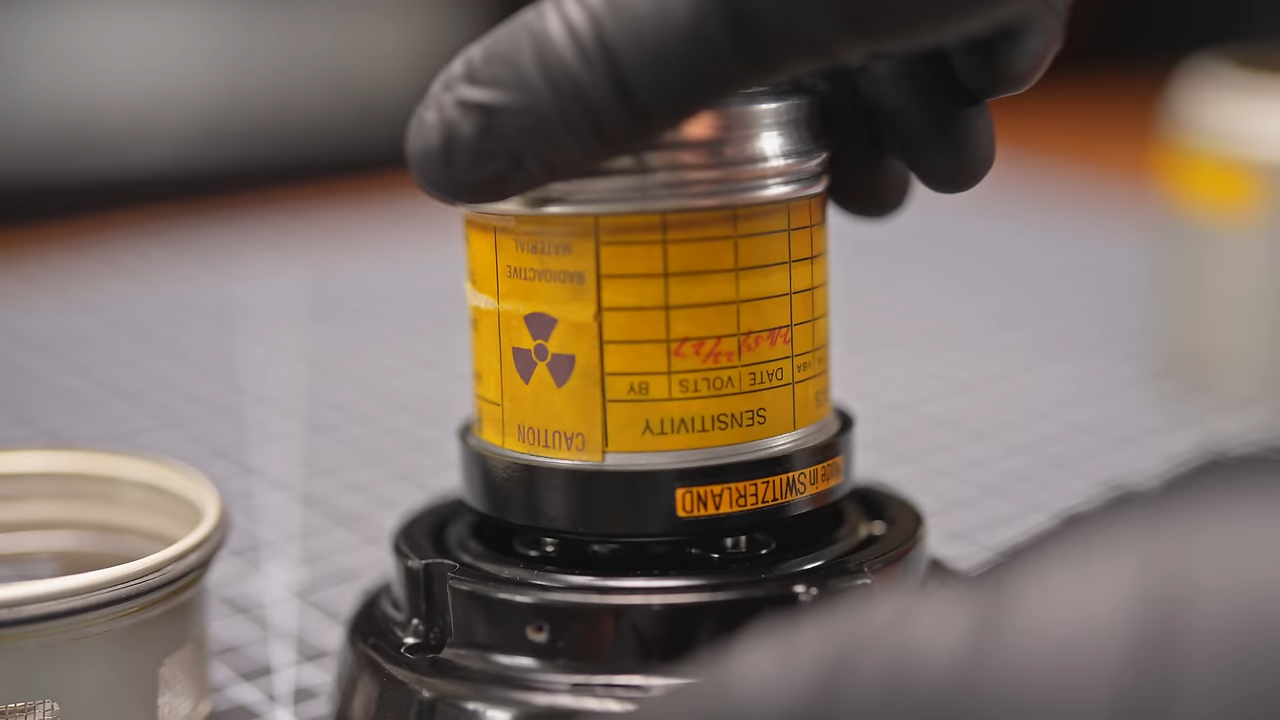 CAUTION
RADIOACTIVE
MATERIAL
SENSITIVITY
DATE VOLTS BY
Made in SWITZERLAND